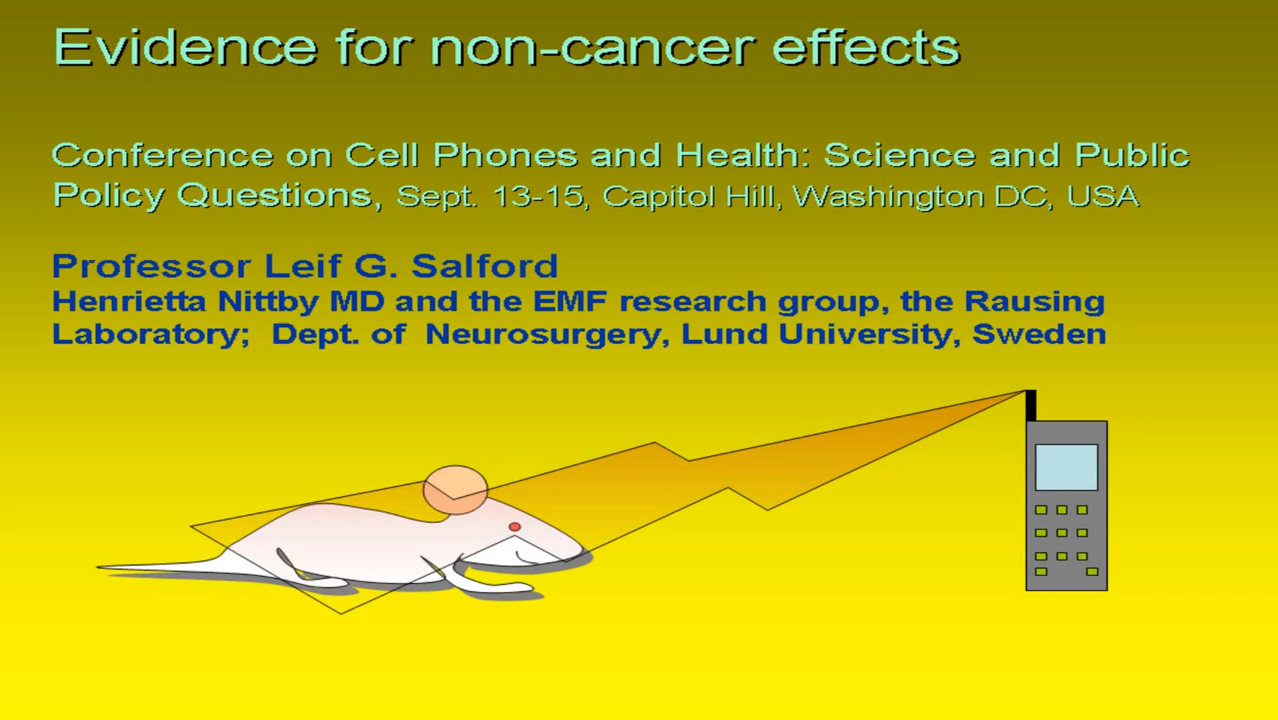 Evidence for non-cancer effects
Conference on Cell Phones and Health: Science and Public
Policy Questions, Sept. 13-15, Capitol Hill, Washington DC, USA
Professor Leif G. Salford
Henrietta Nittby MD and the EMF research group, the Rausing
Laboratory;  Dept. of  Neurosurgery, Lund University, Sweden